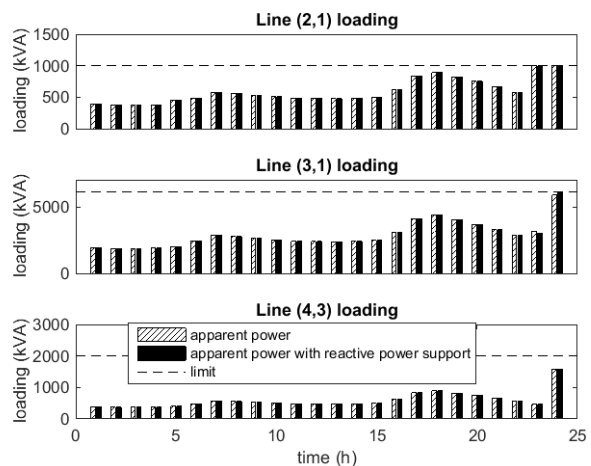 Line (2,1) loading
1500
1000
500
0
loading (kVA)
Line (3,1) loading
5000
0
loading (kVA)
Line (4,3) loading
3000
2000
1000
0
loading (kVA)
apparent power
apparent power with reactive power support
limit
0 5 10 15 20 25
time (h)